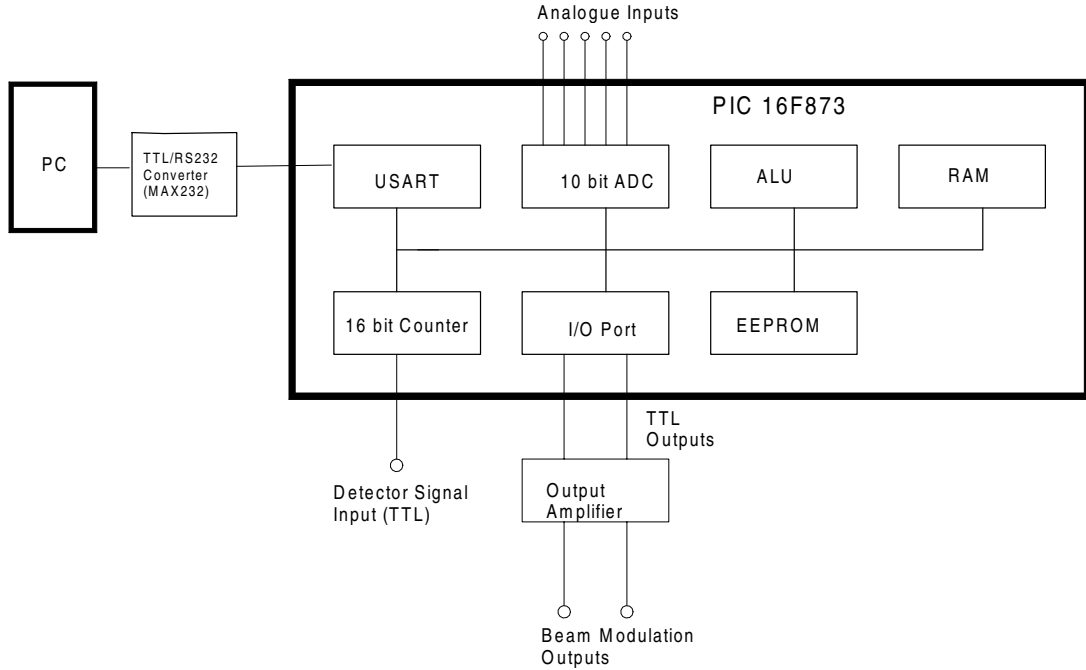 Analogue Inputs
PIC 16F873
PC
TTL/RS232
Converter
(MAX232)
USART
10 bit ADC
ALU
RAM
16 bit Counter
I/O Port
EEPROM
TTL
Outputs
Detector Signal
Input (TTL)
Output
Amplifier
Beam Modulation
Outputs